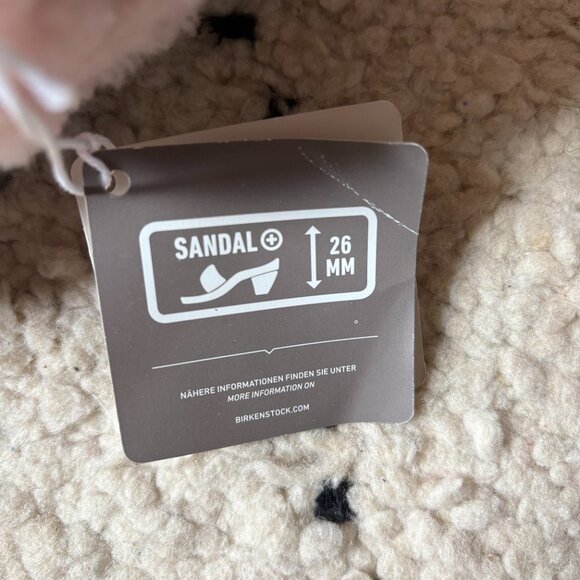 SANDAL
26
MM
NÄHERE INFORMATIONEN FINDEN SIE UNTER
MORE INFORMATION ON
BIRKENSTOCK.COM